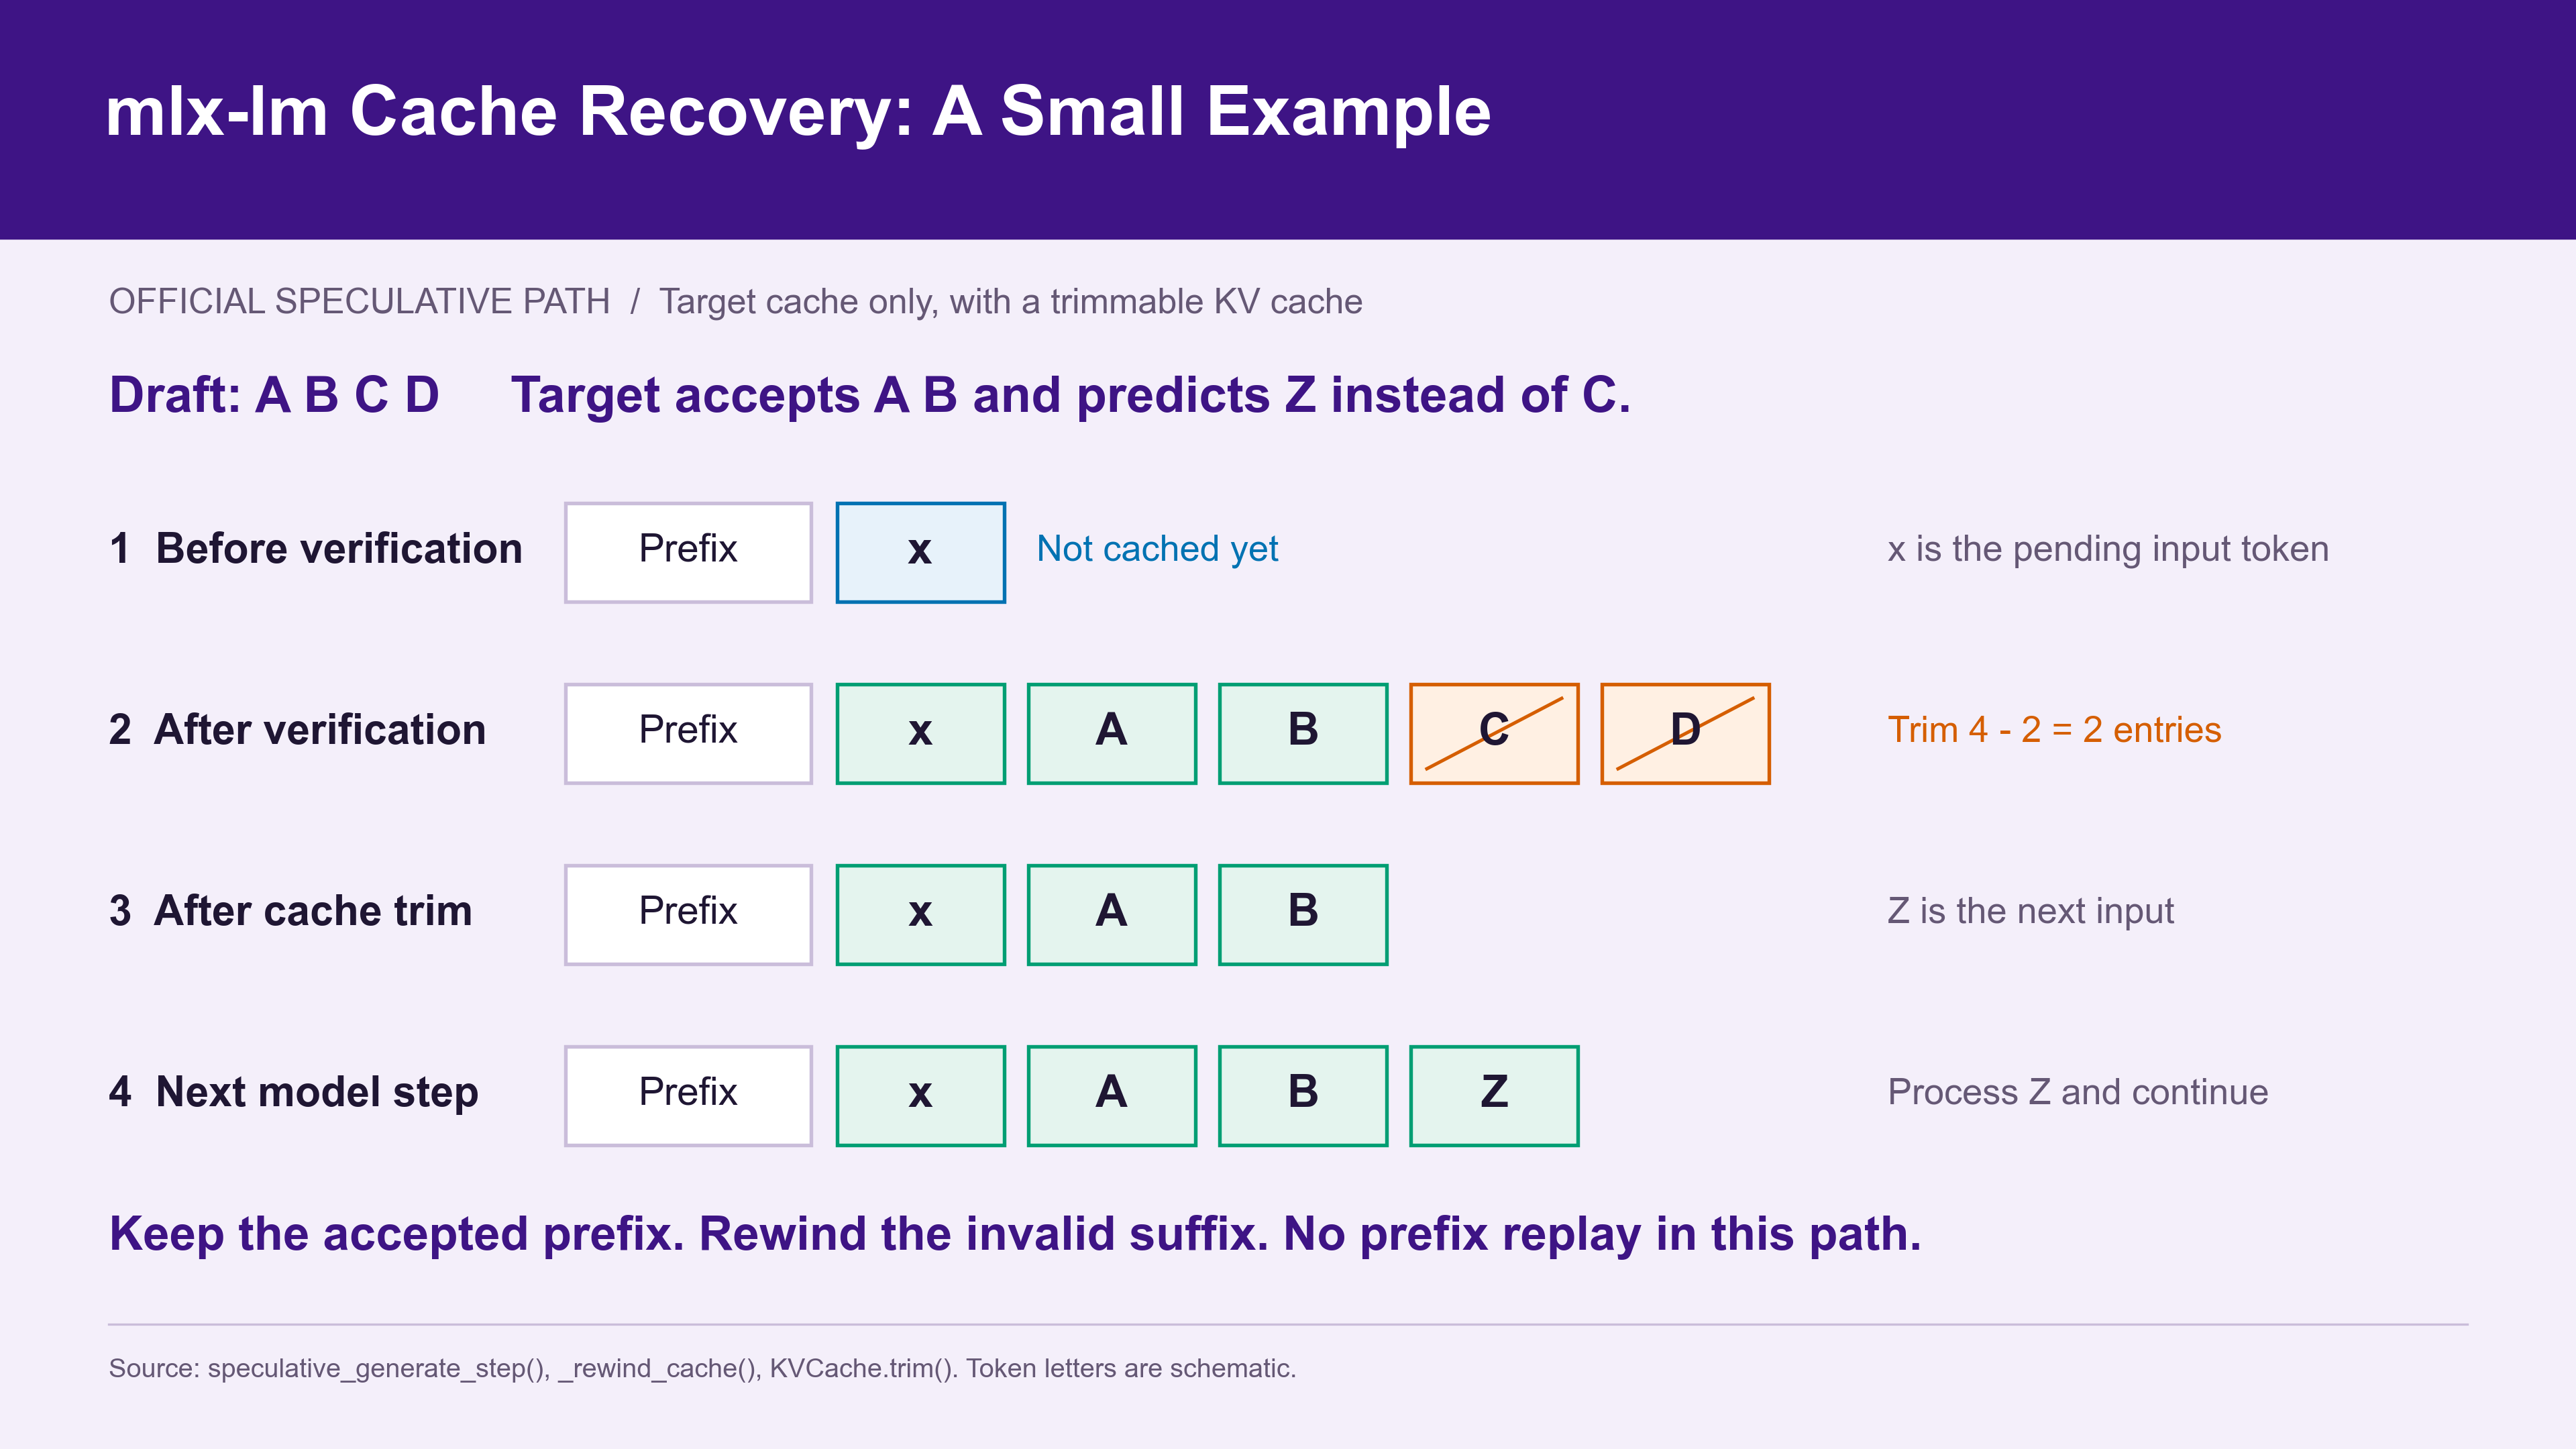 mlx-lm Cache Recovery: A Small Example
OFFICIAL SPECULATIVE PATH / Target cache only, with a trimmable KV cache
Draft: A B C D Target accepts A B and predicts Z instead of C.
1 Before verification Prefix x Not cached yet x is the pending input token
2 After verification Prefix x A B C D Trim 4 - 2 = 2 entries
3 After cache trim Prefix x A B Z is the next input
4 Next model step Prefix x A B Z Process Z and continue
Keep the accepted prefix. Rewind the invalid suffix. No prefix replay in this path.
Source: speculative_generate_step(), _rewind_cache(), KVCache.trim(). Token letters are schematic.